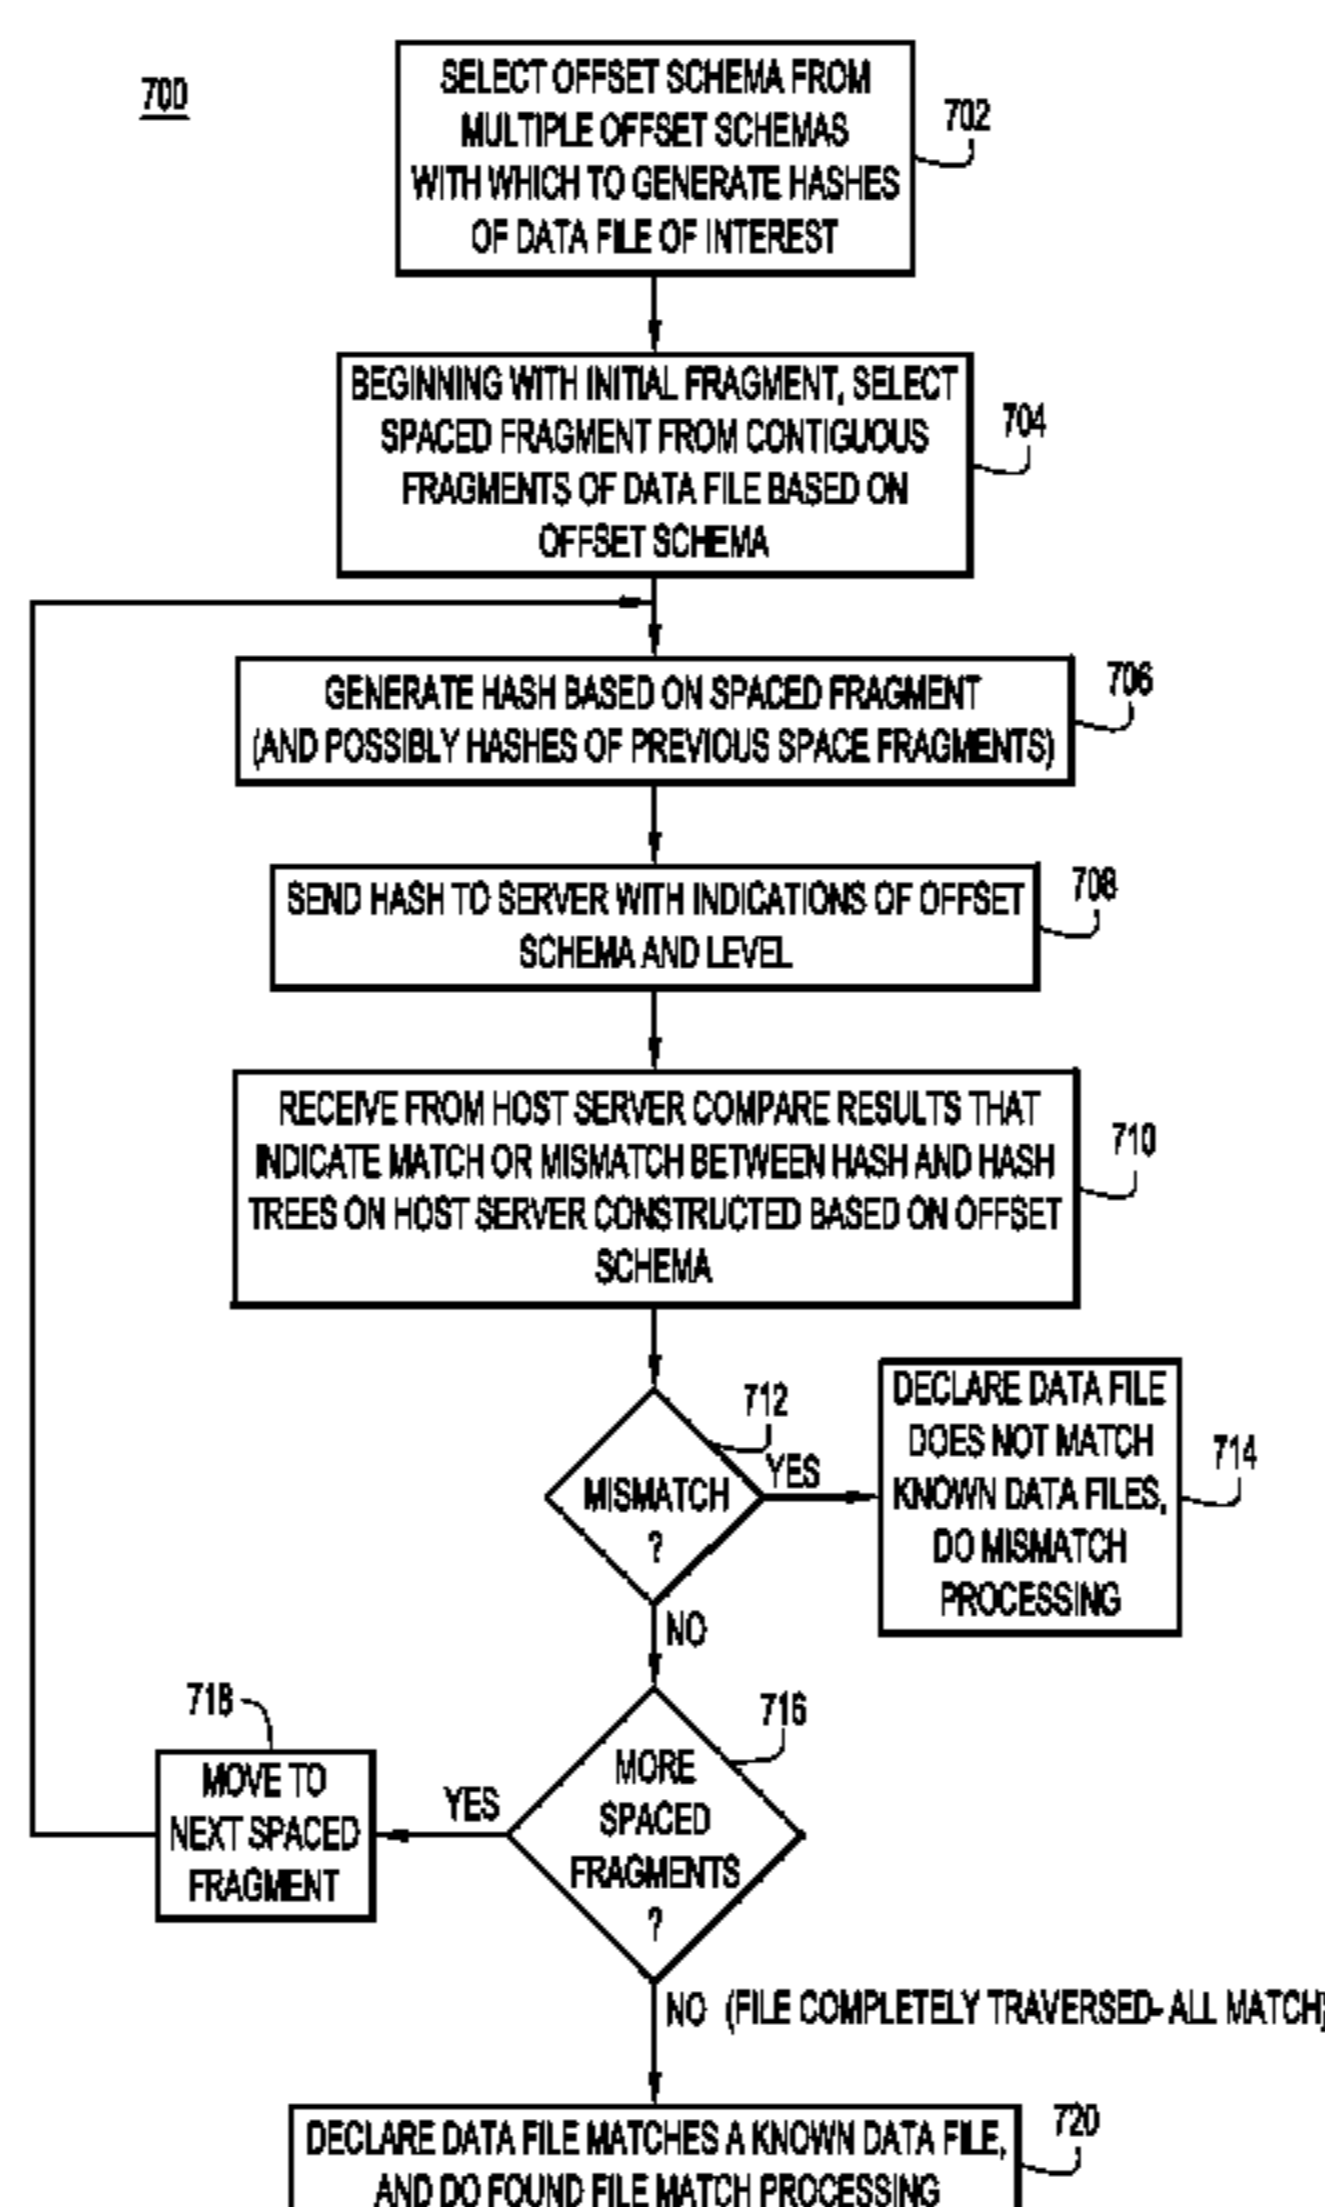 700
SELECT OFFSET SCHEMA FROM
MULTIPLE OFFSET SCHEMAS
WITH WHICH TO GENERATE HASHES
OF DATA FILE OF INTEREST
702
BEGINNING WITH INITIAL FRAGMENT, SELECT
SPACED FRAGMENT FROM CONTIGUOUS
FRAGMENTS OF DATA FILE BASED ON
OFFSET SCHEMA
704
GENERATE HASH BASED ON SPACED FRAGMENT
(AND POSSIBLY HASHES OF PREVIOUS SPACE FRAGMENTS)
706
SEND HASH TO SERVER WITH INDICATIONS OF OFFSET
SCHEMA AND LEVEL
708
RECEIVE FROM HOST SERVER COMPARE RESULTS THAT
INDICATE MATCH OR MISMATCH BETWEEN HASH AND HASH
TREES ON HOST SERVER CONSTRUCTED BASED ON OFFSET
SCHEMA
710
MISMATCH
?
712
YES
DECLARE DATA FILE
DOES NOT MATCH
KNOWN DATA FILES,
DO MISMATCH
PROCESSING
714
NO
MORE
SPACED
FRAGMENTS
?
716
YES
MOVE TO
NEXT SPACED
FRAGMENT
718
NO (FILE COMPLETELY TRAVERSED- ALL MATCH)
DECLARE DATA FILE MATCHES A KNOWN DATA FILE,
AND DO FOUND FILE MATCH PROCESSING
720